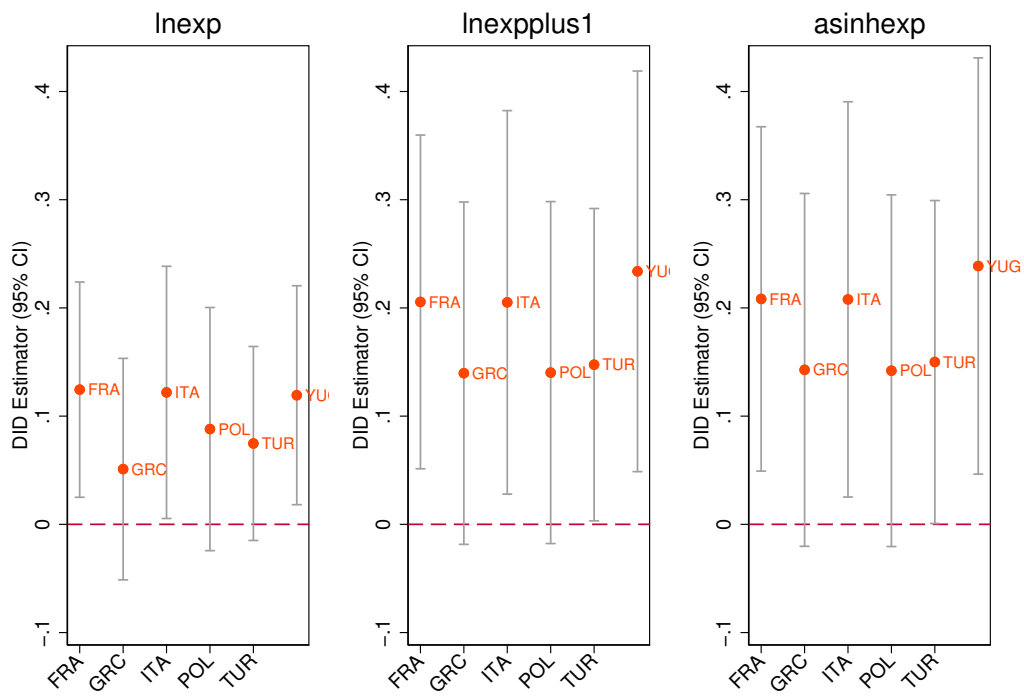 lnexp
DID Estimator (95% CI)
.4
.3
.2
.1
0
-.1
FRA
GRC
ITA
POL
TUR
YUG
FRA
GRC
ITA
POL
TUR
lnexpplus1
DID Estimator (95% CI)
.4
.3
.2
.1
0
-.1
FRA
GRC
ITA
POL
TUR
YUG
FRA
GRC
ITA
POL
TUR
asinhexp
DID Estimator (95% CI)
.4
.3
.2
.1
0
-.1
FRA
GRC
ITA
POL
TUR
YUG
FRA
GRC
ITA
POL
TUR